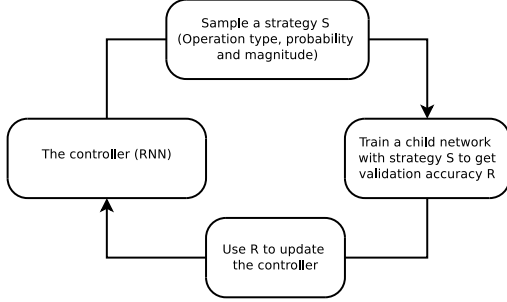 Sample a strategy S
(Operation type, probability
and magnitude)
The controller (RNN)
Train a child network
with strategy S to get
validation accuracy R
Use R to update
the controller